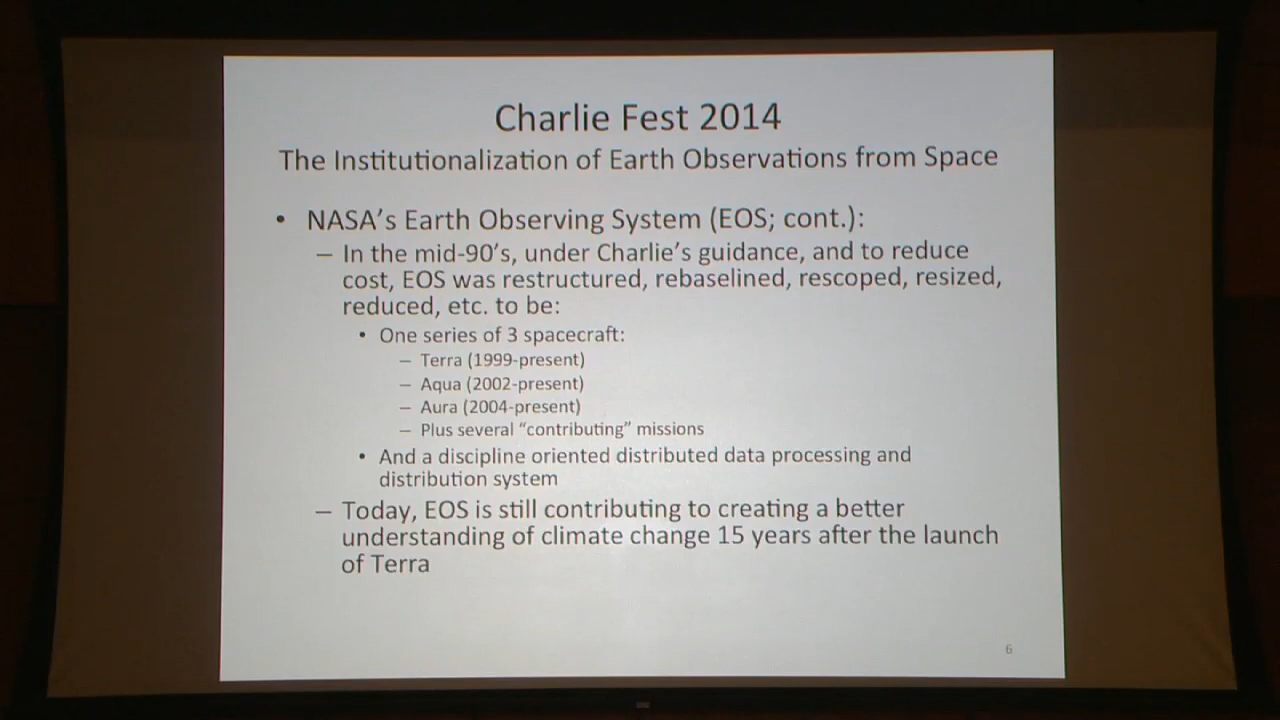 Charlie Fest 2014
The Institutionalization of Earth Observations from Space
• NASA's Earth Observing System (EOS; cont.):
– In the mid-90's, under Charlie's guidance, and to reduce
cost, EOS was restructured, rebaselined, rescoped, resized,
reduced, etc. to be:
• One series of 3 spacecraft:
– Terra (1999-present)
– Aqua (2002-present)
– Aura (2004-present)
– Plus several “contributing” missions
• And a discipline oriented distributed data processing and
distribution system
– Today, EOS is still contributing to creating a better
understanding of climate change 15 years after the launch
of Terra
6